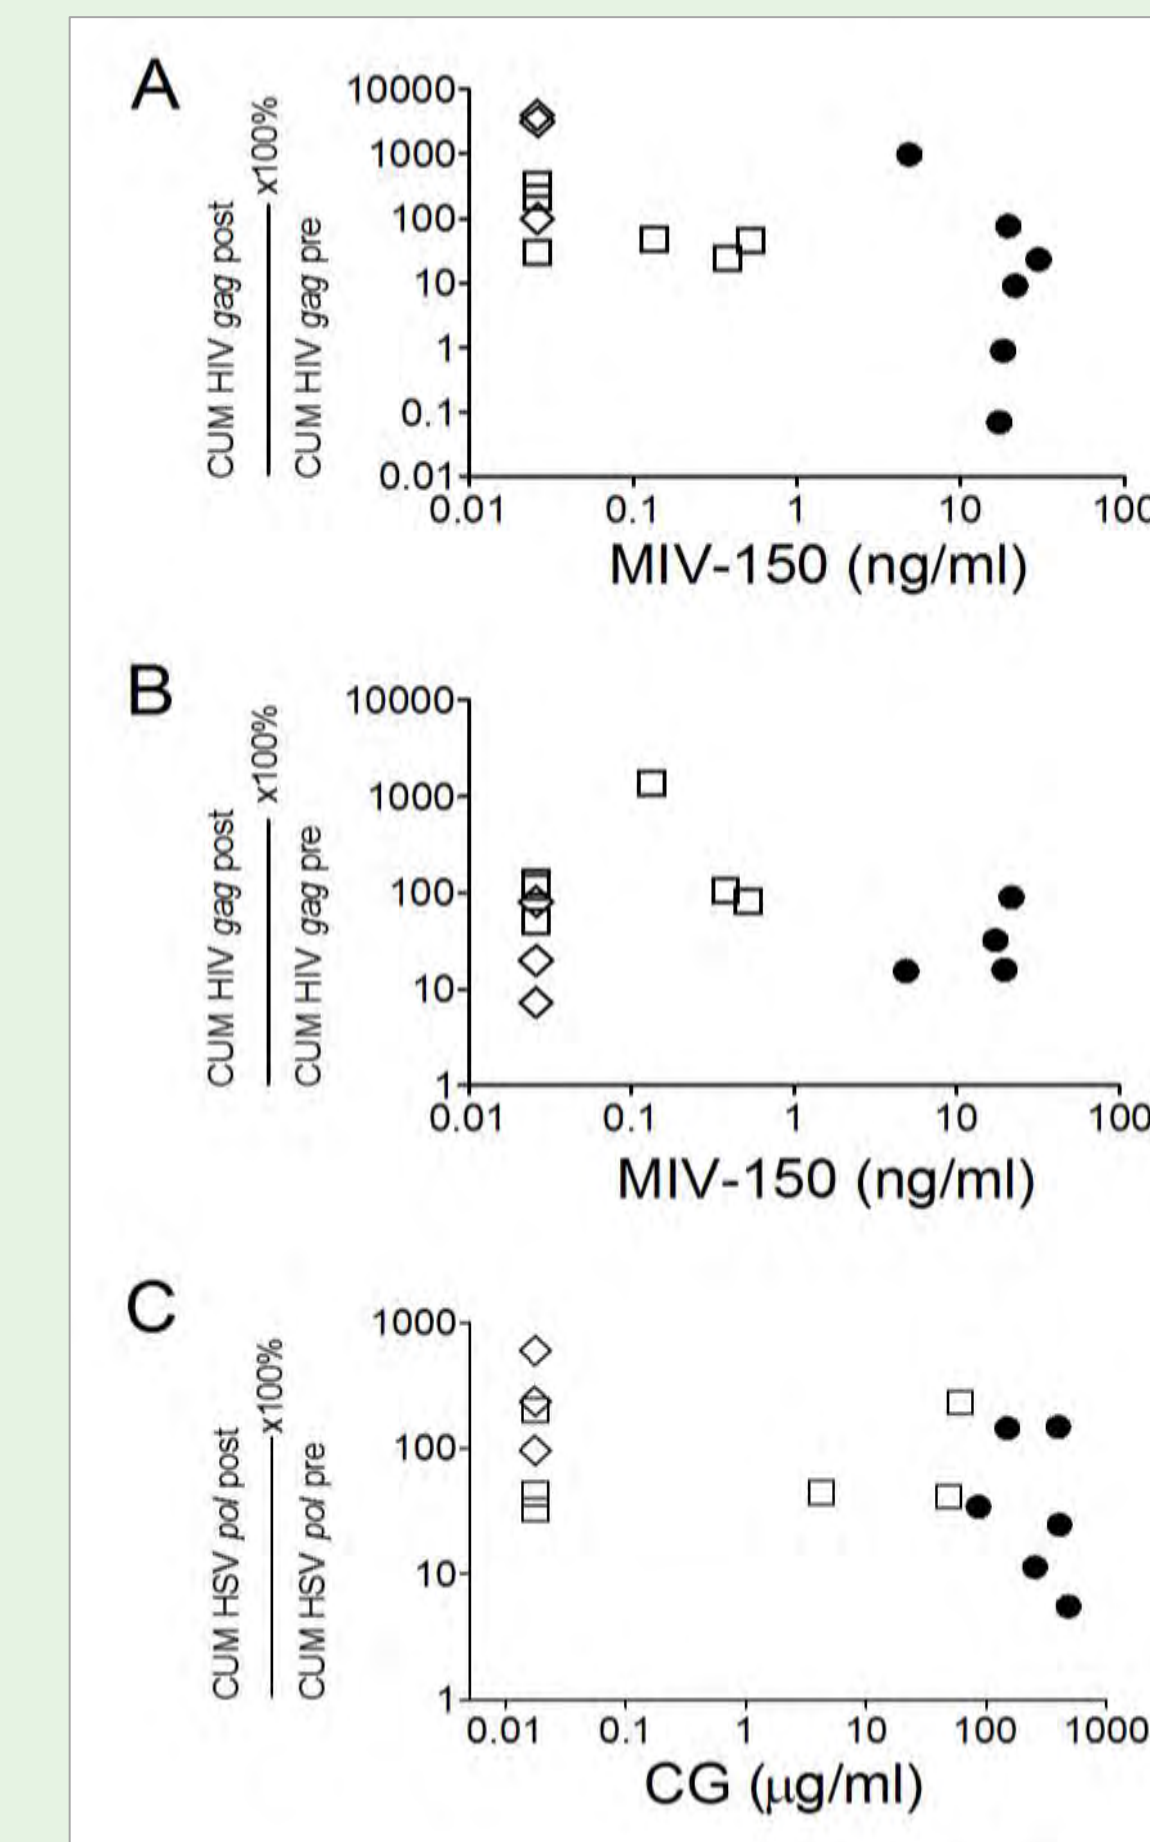 A
10000
1000
100
10
1
0.1
0.01
CUM HIV gag post
x100%
CUM HIV gag pre
0.01 0.1 1 10 100
MIV-150 (ng/ml)
B
10000
1000
100
10
1
CUM HIV gag post
x100%
CUM HIV gag pre
0.01 0.1 1 10 100
MIV-150 (ng/ml)
C
1000
100
10
1
CUM HSV pol post
x100%
CUM HSV pol pre
0.01 0.1 1 10 100 1000
CG (µg/ml)